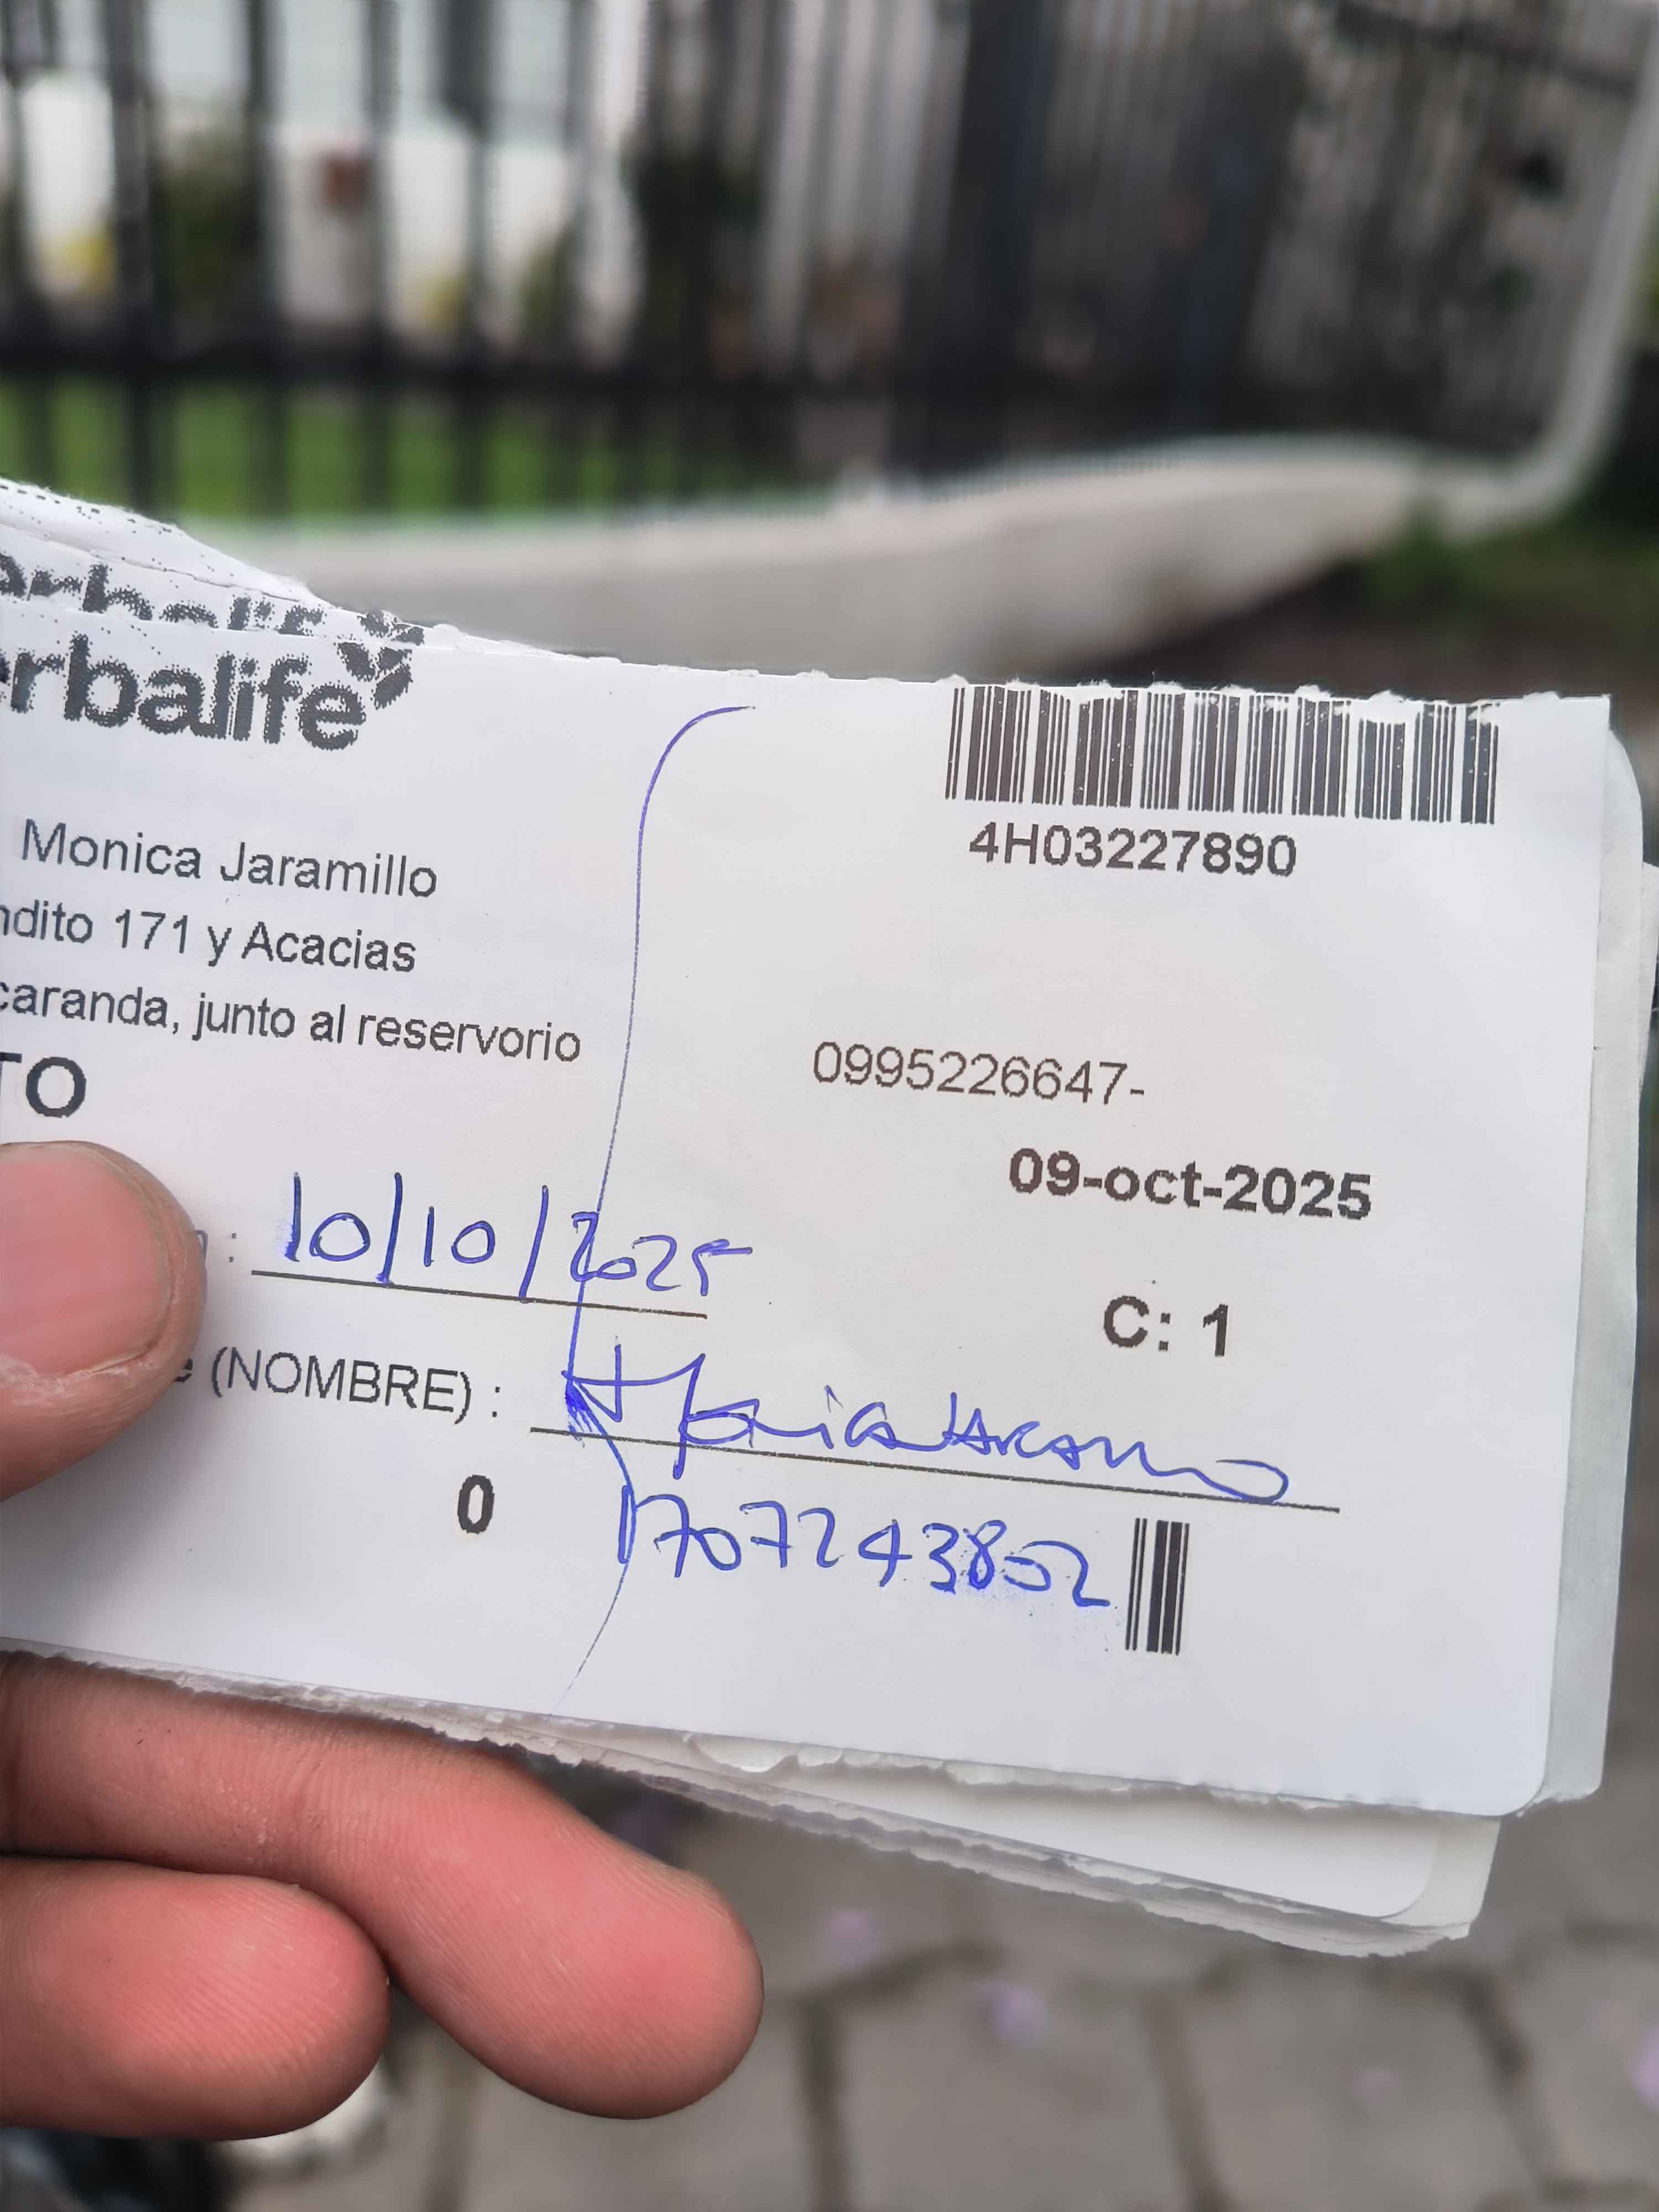 erbalife
erbalife
4H03227890
Monica Jaramillo
ndito 171 y Acacias
caranda, junto al reservorio
0995226647-
TO
09-oct-2025
: 10/10/2025
C: 1
e (NOMBRE) :
0
1707243802